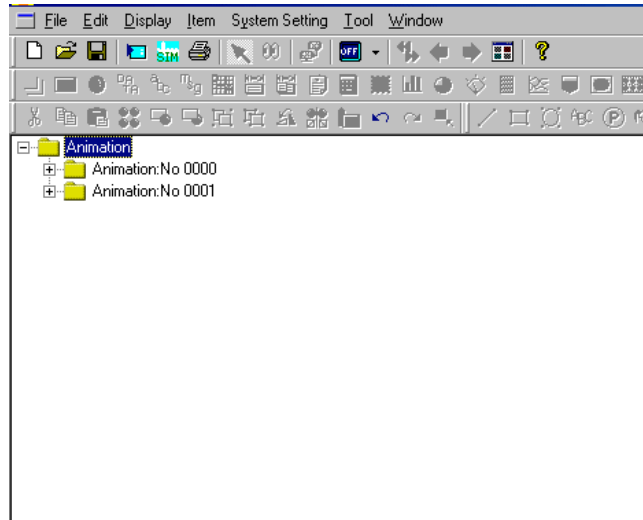 File Edit Display Item System Setting Tool Window
SIM OFF ?
Animation
Animation:No 0000
Animation:No 0001